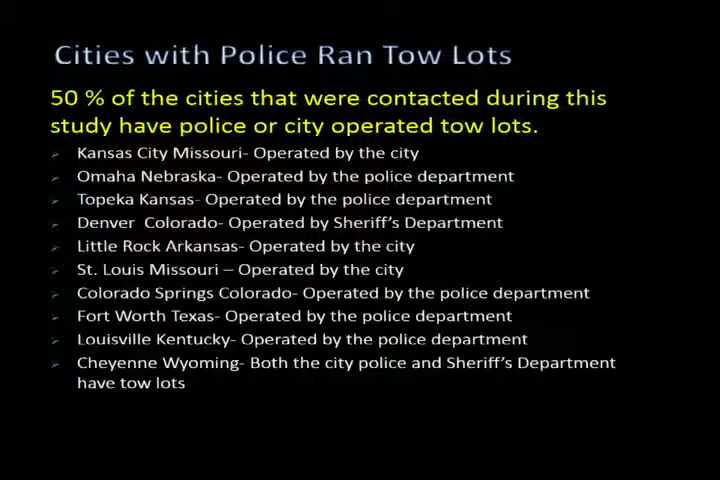 Cities with Police Ran Tow Lots
50 % of the cities that were contacted during this
study have police or city operated tow lots.
Kansas City Missouri- Operated by the city
Omaha Nebraska- Operated by the police department
Topeka Kansas- Operated by the police department
Denver Colorado- Operated by Sheriff's Department
Little Rock Arkansas- Operated by the city
St. Louis Missouri – Operated by the city
Colorado Springs Colorado- Operated by the police department
Fort Worth Texas- Operated by the police department
Louisville Kentucky- Operated by the police department
Cheyenne Wyoming- Both the city police and Sheriff's Department
have tow lots